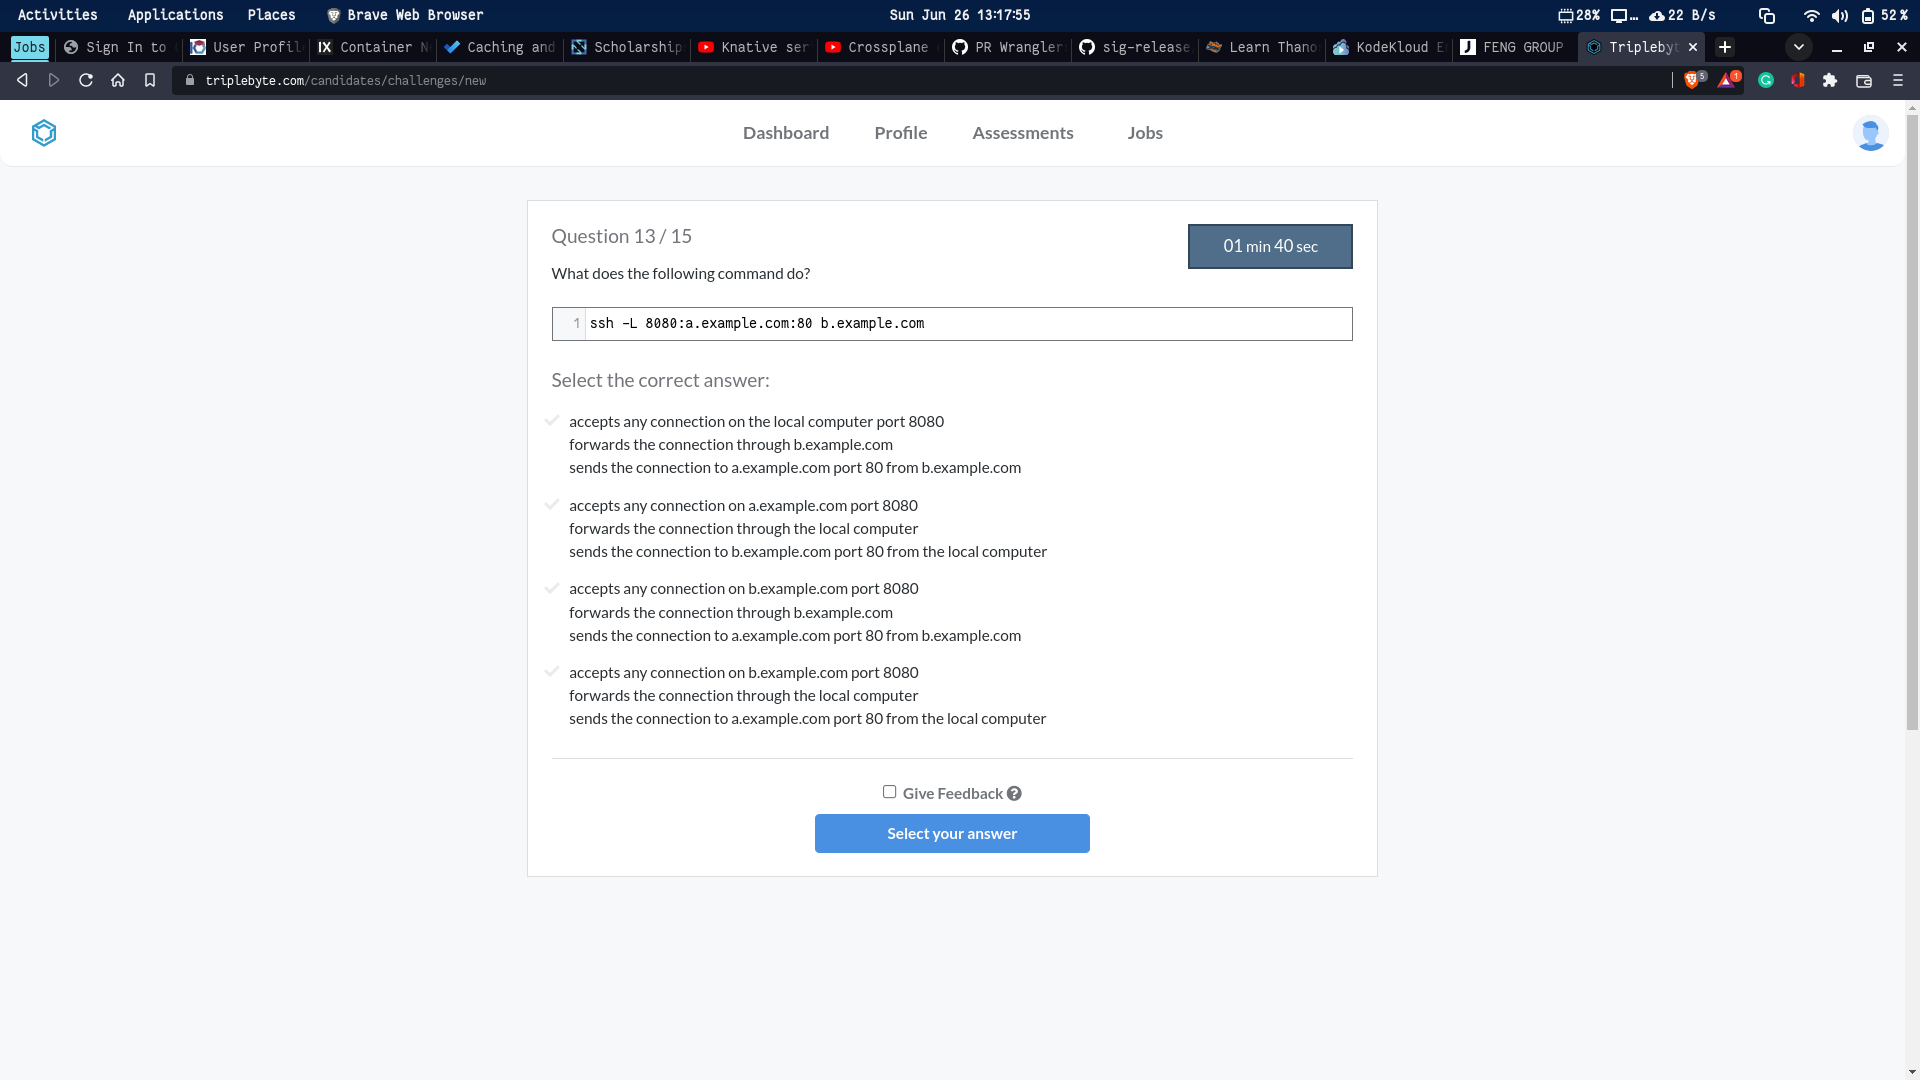 Activities Applications Places Brave Web Browser Sun Jun 26 13:17:55 28% 22 B/s 52%
Jobs Sign In to User Profil Container N Caching and Scholarship Knative ser Crossplane PR Wrangler sig-release Learn Thano KodeKloud E FENG GROUP Triplebyt
triplebyte.com/candidates/challenges/new 5 1
Dashboard Profile Assessments Jobs
Question 13 / 15
01 min 40 sec
What does the following command do?
1 ssh -L 8080:a.example.com:80 b.example.com
Select the correct answer:
accepts any connection on the local computer port 8080
forwards the connection through b.example.com
sends the connection to a.example.com port 80 from b.example.com
accepts any connection on a.example.com port 8080
forwards the connection through the local computer
sends the connection to b.example.com port 80 from the local computer
accepts any connection on b.example.com port 8080
forwards the connection through b.example.com
sends the connection to a.example.com port 80 from b.example.com
accepts any connection on b.example.com port 8080
forwards the connection through the local computer
sends the connection to a.example.com port 80 from the local computer
Give Feedback ?
Select your answer